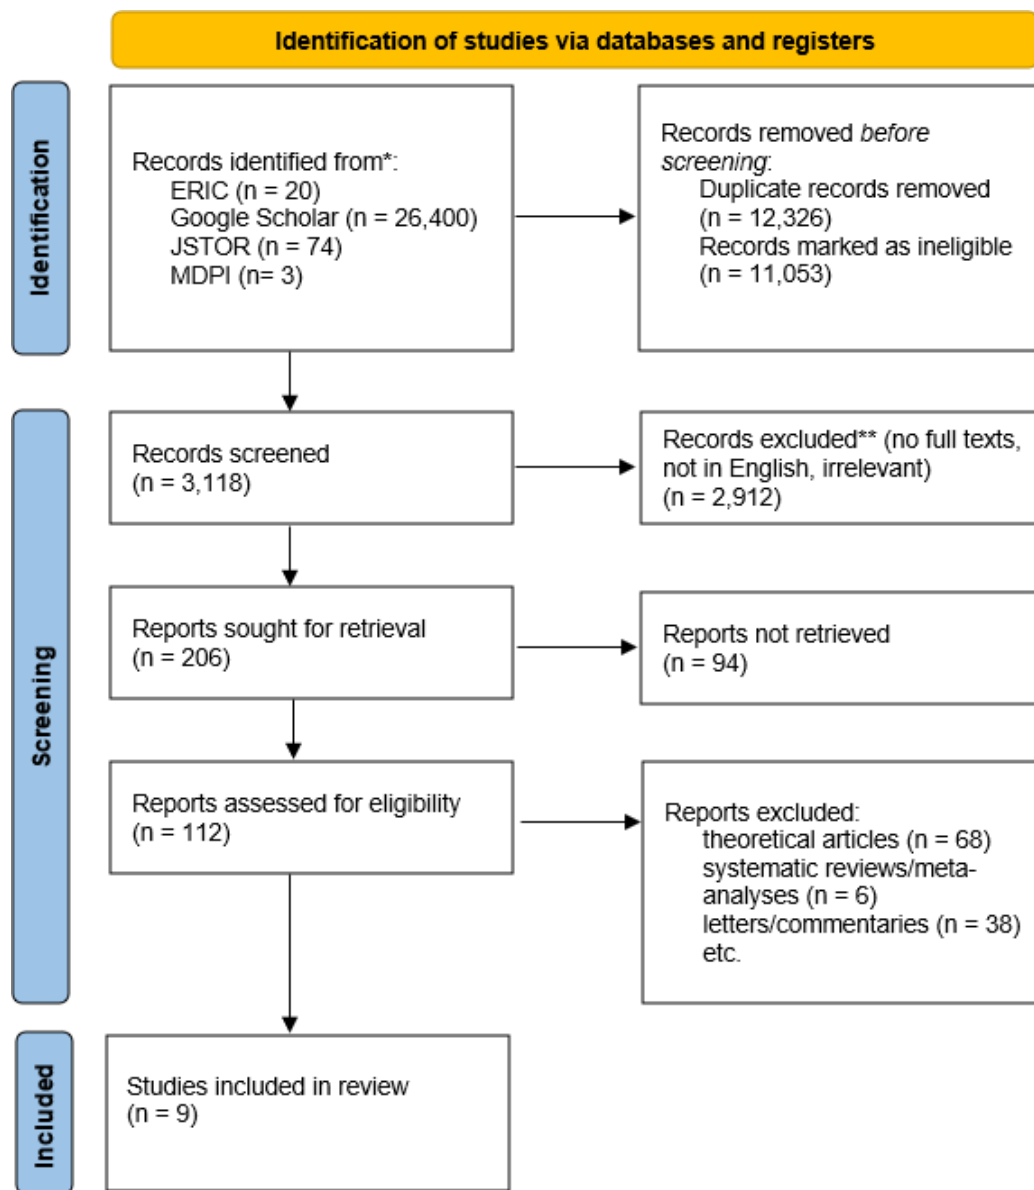 Identification of studies via databases and registers
Identification
Records identified from*:
ERIC (n = 20)
Google Scholar (n = 26,400)
JSTOR (n = 74)
MDPI (n= 3)
Records removed before
screening:
Duplicate records removed
(n = 12,326)
Records marked as ineligible
(n = 11,053)
Screening
Records screened
(n = 3,118)
Records excluded** (no full texts,
not in English, irrelevant)
(n = 2,912)
Reports sought for retrieval
(n = 206)
Reports not retrieved
(n = 94)
Reports assessed for eligibility
(n = 112)
Reports excluded:
theoretical articles (n = 68)
systematic reviews/meta-
analyses (n = 6)
letters/commentaries (n = 38)
etc.
Included
Studies included in review
(n = 9)